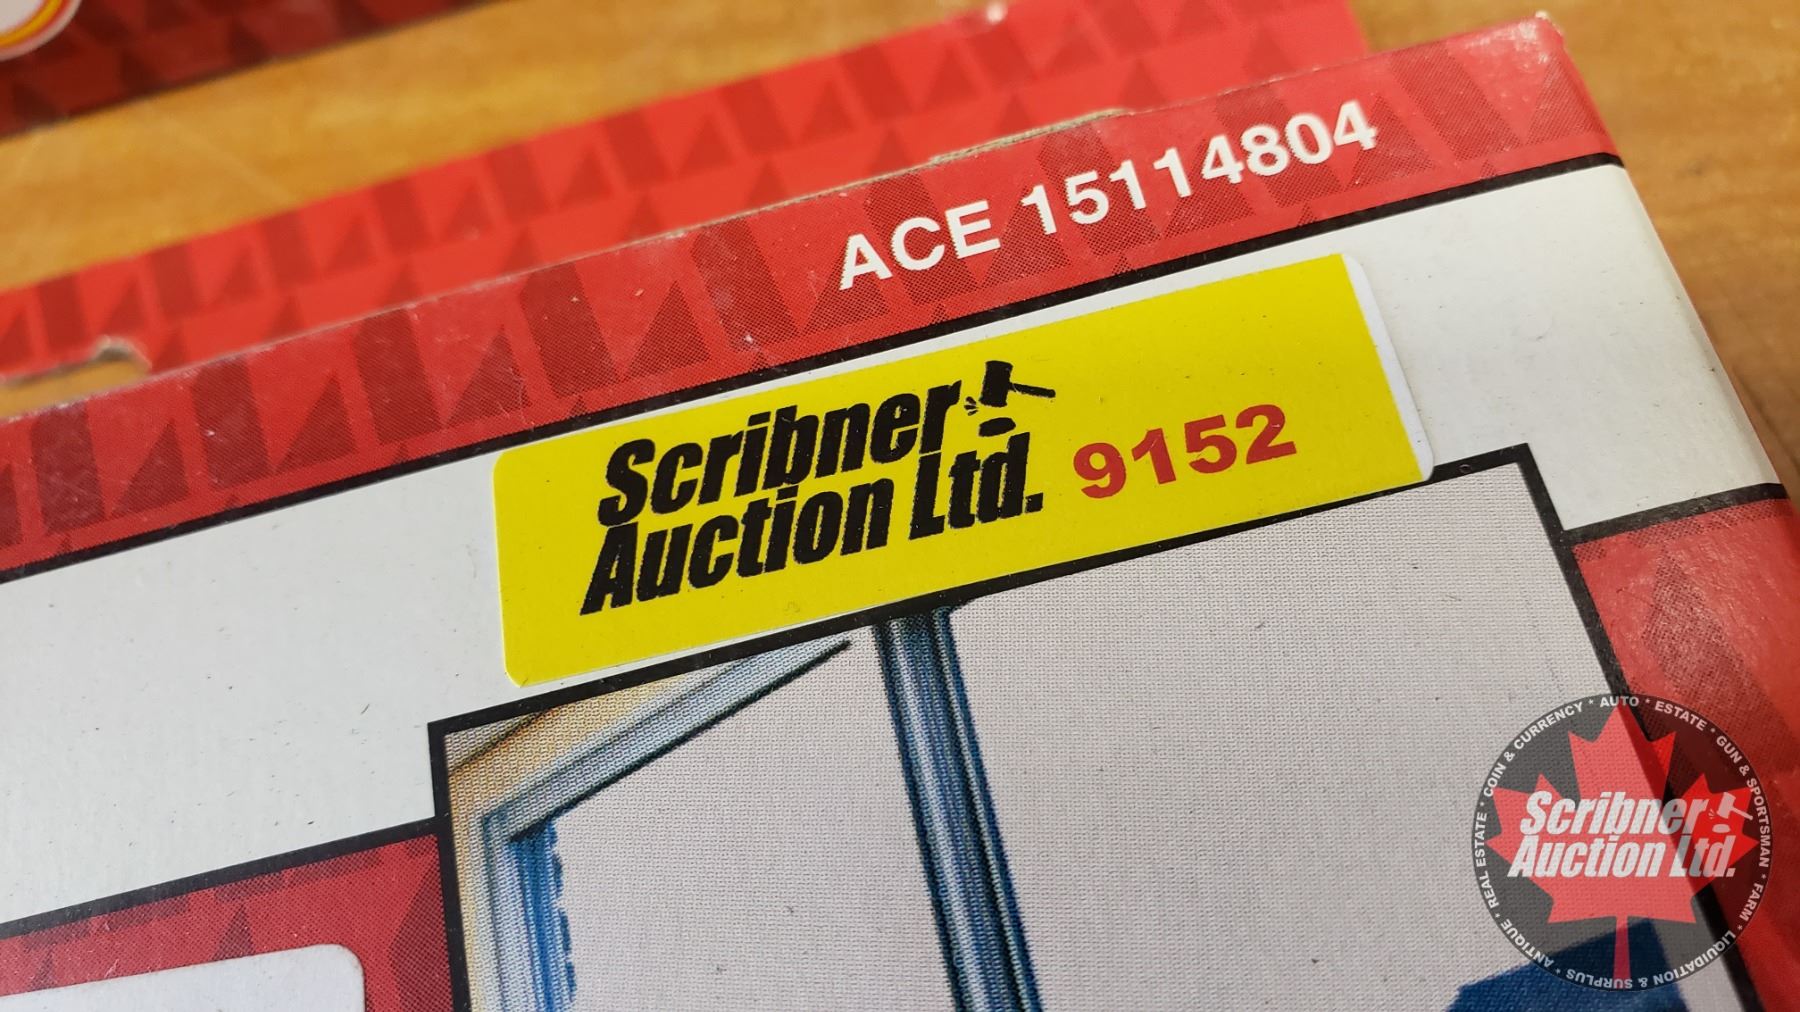 ACE 15114804
Scribner
Auction Ltd. 9152
Scribner
Auction Ltd.
* ANTIQUE * REAL ESTATE * COIN & CURRENCY * AUTO * ESTATE * GUN & SPORTSMAN * FARM * LIQUIDATION & SURPLUS